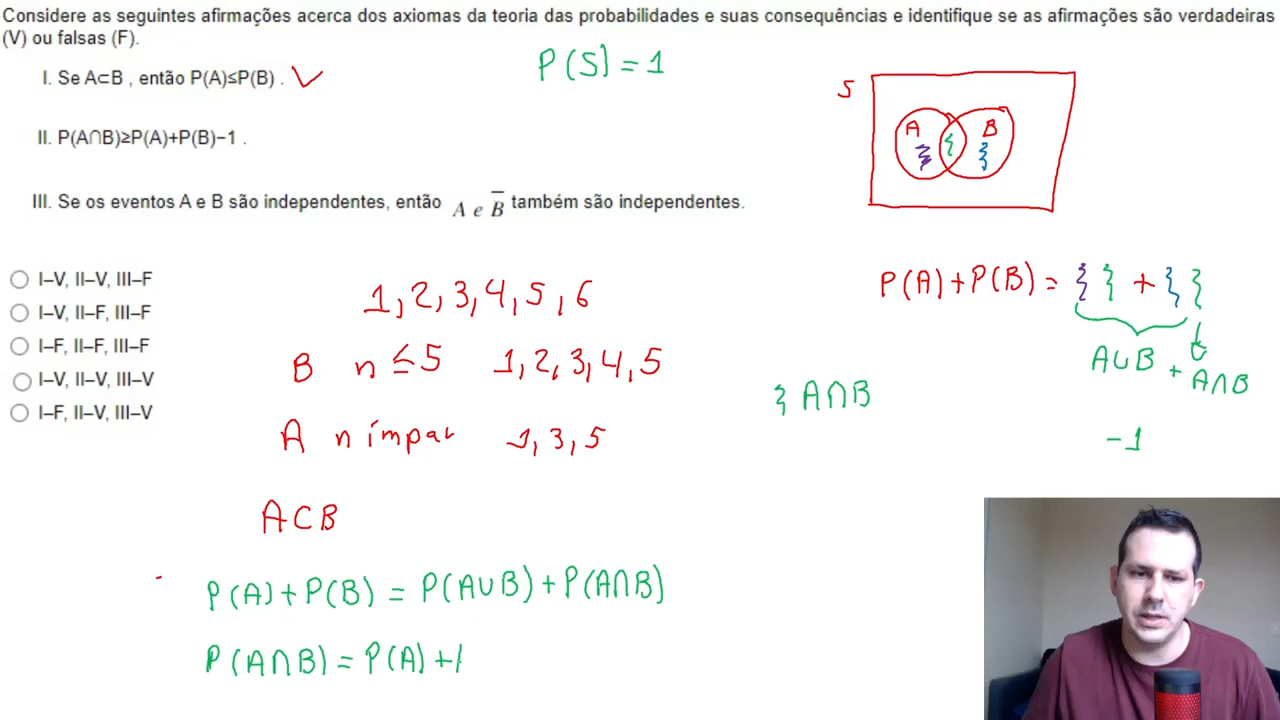 Considere as seguintes afirmações acerca dos axiomas da teoria das probabilidades e suas consequências e identifique se as afirmações são verdadeiras
(V) ou falsas (F).
P(S) = 1
I. Se A⊂B , então P(A)≤P(B) . V
S
A B
II. P(A∩B)≥P(A)+P(B)−1 .
III. Se os eventos A e B são independentes, então A e B̅ também são independentes.
I–V, II–V, III–F
I–V, II–F, III–F
I–F, II–F, III–F
I–V, II–V, III–V
I–F, II–V, III–V
1, 2, 3, 4, 5, 6
B n ≤ 5 1, 2, 3, 4, 5
A n ímpar 1, 3, 5
A⊂B
P(A) + P(B) =
+
A∪B + A∩B
A∩B
−1
P(A) + P(B) = P(A∪B) + P(A∩B)
P(A∩B) = P(A) +